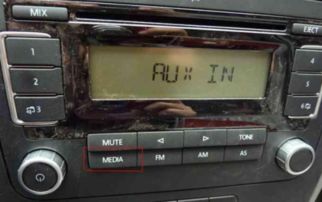 MIX EJECT
1 4
AUX IN
2 5
3 6
MUTE ◁ ▷ TONE
MEDIA FM AM AS